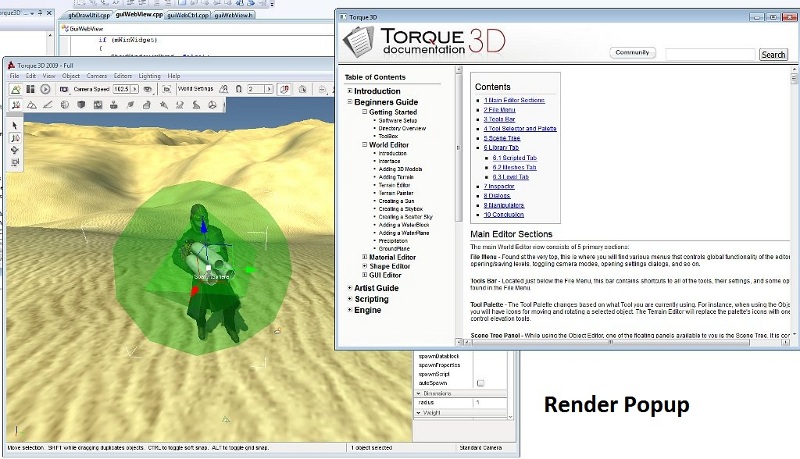 Torque3D'...
gfxDrawUtil.cpp guiWebView.cpp guiWebCtrl.cpp guiWebView.h
GuiWebView
if (mWinWidget)
{
Torque 3D 2009 - Full
File Edit View Object Camera Editors Lighting Help
Camera Speed 102.5 World Settings 2
Spawn Sphere
spawnDatablock
spawnProperties
spawnScript
autoSpawn
Dimensions
radius 1
Weight
Move selection. SHIFT while dragging duplicates objects. CTRL to toggle soft snap. ALT to toggle grid snap. 1 object selected Standard Camera
Torque 3D
TORQUE 3D
documentation
Community
Search
Table of Contents
Introduction
Beginners Guide
Getting Started
Software Setup
Directory Overview
ToolBox
World Editor
Introduction
Interface
Adding 3D Models
Adding Terrain
Terrain Editor
Terrain Painter
Creating a Sun
Creating a Skybox
Creating a Scatter Sky
Adding a WaterBlock
Adding a WaterPlane
Precipitation
GroundPlane
Material Editor
Shape Editor
GUI Editor
Artist Guide
Scripting
Engine
Contents
1 Main Editor Sections
2 File Menu
3 Tools Bar
4 Tool Selector and Palette
5 Scene Tree
6 Library Tab
6.1 Scripted Tab
6.2 Meshes Tab
6.3 Level Tab
7 Inspector
8 Dialogs
9 Manipulators
10 Conclusion
Main Editor Sections
The main World Editor view consists of 5 primary sections:
File Menu - Found at the very top, this is where you will find various menus that controls global functionality of the editor
opening/saving levels, toggling camera modes, opening settings dialogs, and so on.
Tools Bar - Located just below the File Menu, this bar contains shortcuts to all of the tools, their settings, and some op
found in the File Menu.
Tool Palette - The Tool Palette changes based on what Tool you are currently using. For instance, when using the Obje
you will have icons for moving and rotating a selected object. The Terrain Editor will replace the palette's icons with one
control elevation tools.
Scene Tree Panel - While using the Object Editor, one of the floating panels available to you is the Scene Tree. It is con
Render Popup